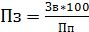 Пз = Зв*100 / Пп